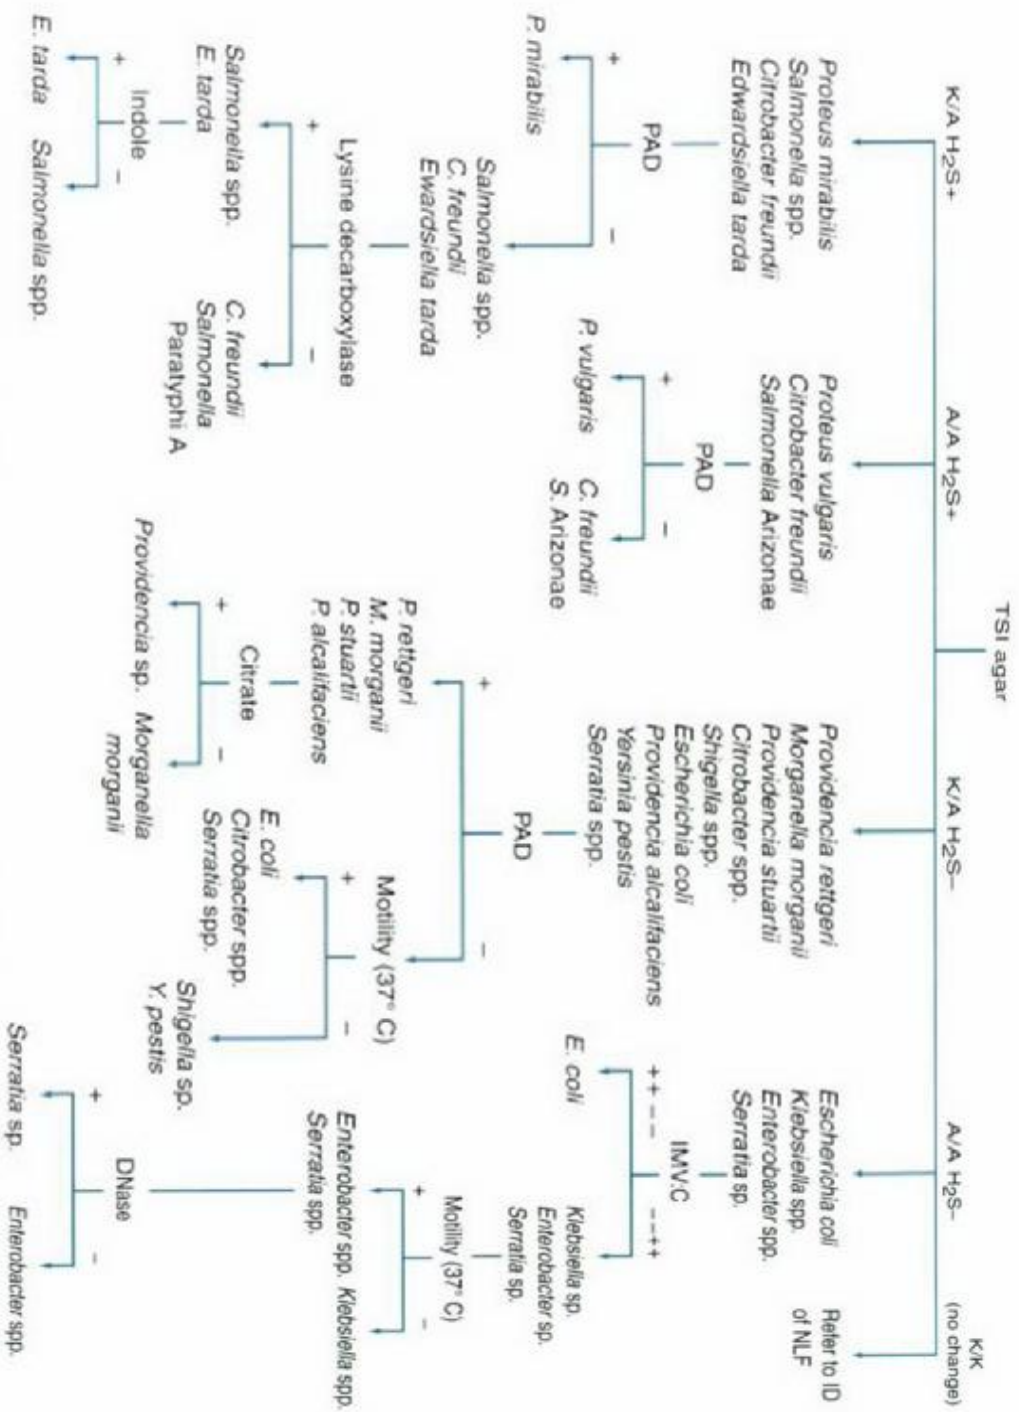 TSI agar
K/A H₂S+
A/A H₂S+
K/A H₂S–
A/A H₂S–
K/K
(no change)
Proteus mirabilis
Salmonella spp.
Citrobacter freundii
Edwardsiella tarda
PAD
+
–
P. mirabilis
Salmonella spp.
C. freundii
Ewardsiella tarda
Lysine decarboxylase
+
–
Salmonella spp.
E. tarda
C. freundii
Salmonella
Paratyphi A
Indole
+
–
E. tarda
Salmonella spp.
Proteus vulgaris
Citrobacter freundii
Salmonella Arizonae
PAD
+
–
P. vulgaris
C. freundii
S. Arizonae
Providencia rettgeri
Morganella morganii
Providencia stuartii
Citrobacter spp.
Shigella spp.
Escherichia coli
Providencia alcalifaciens
Yersinia pestis
Serratia spp.
PAD
+
–
P. rettgeri
M. morganii
P. stuartii
P. alcalifaciens
Citrate
+
–
Providencia sp.
Morganella
morganii
Motility (37° C)
+
–
E. coli
Citrobacter spp.
Serratia spp.
Shigella sp.
Y. pestis
Escherichia coli
Klebsiella spp.
Enterobacter spp.
Serratia sp.
IMV:C
++ – –
– –++
E. coli
Klebsiella sp.
Enterobacter sp.
Serratia sp.
Motility (37° C)
+
–
Enterobacter spp.
Serratia spp.
Klebsiella spp.
DNase
+
–
Serratia sp.
Enterobacter spp.
Refer to ID
of NLF